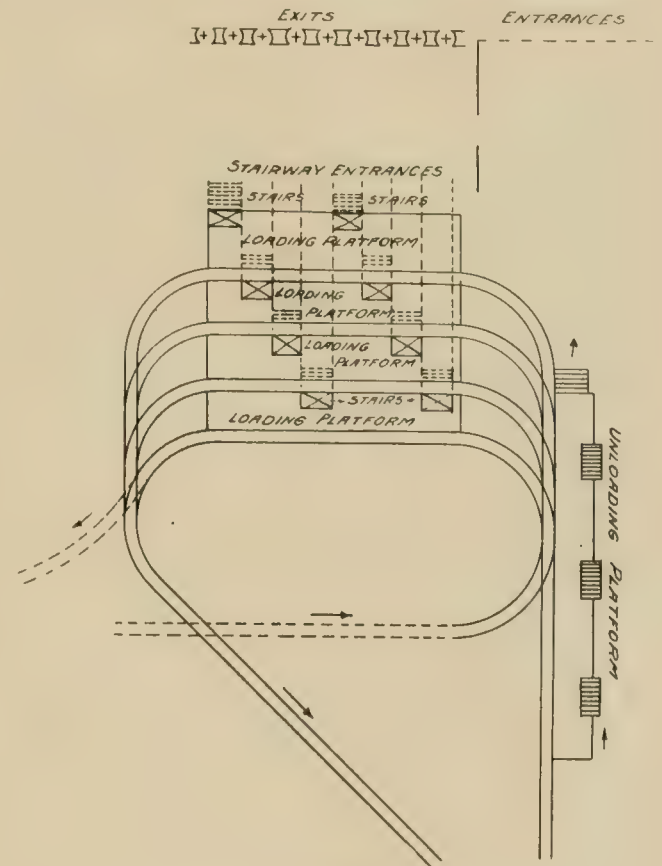 EXITS
ENTRANCES
STAIRWAY ENTRANCES
STAIRS
STAIRS
LOADING PLATFORM
LOADING
PLATFORM
LOADING
PLATFORM
STAIRS
LOADING PLATFORM
UNLOADING PLATFORM